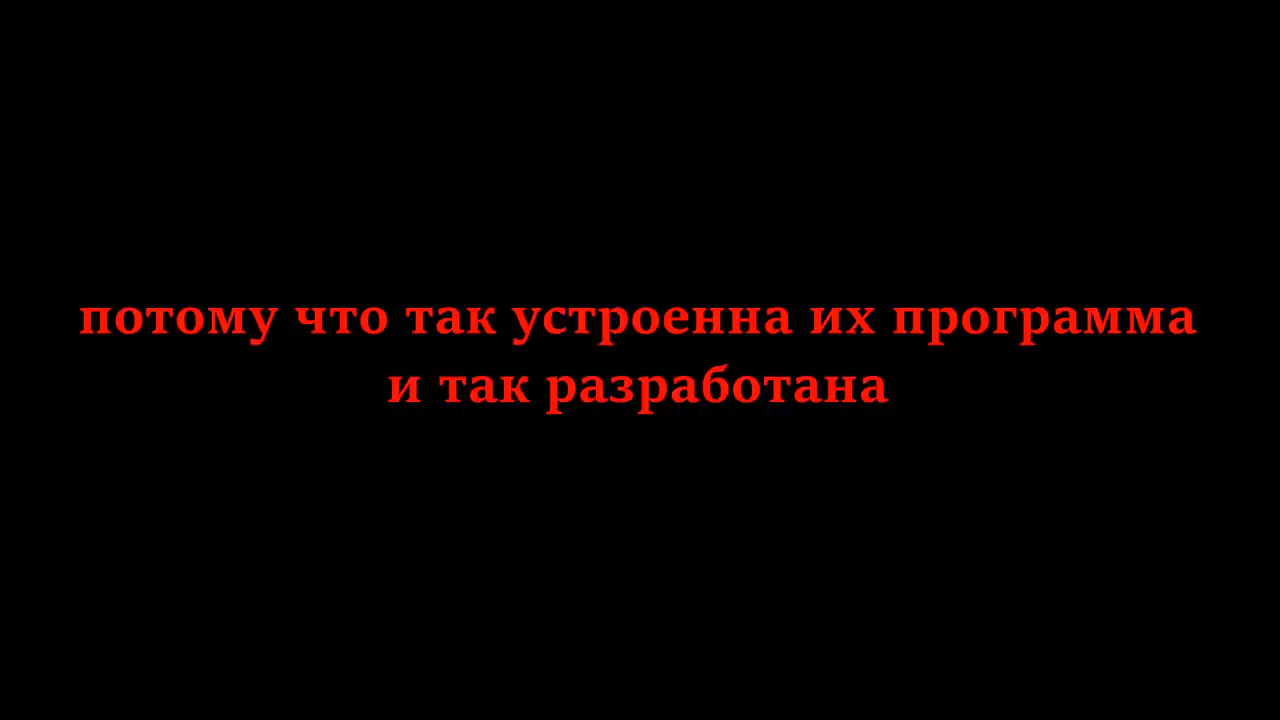 потому что так устроенна их программа
и так разработана